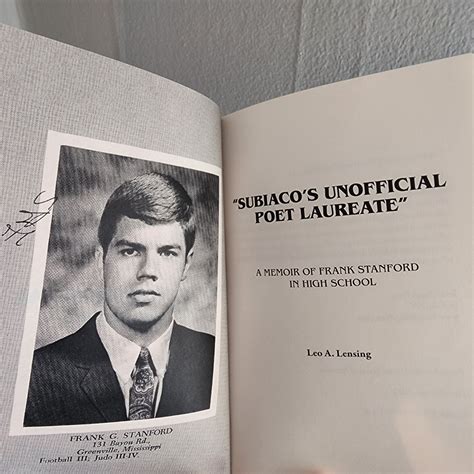 FRANK G. STANFORD
131 Bayou Rd.,
Greenville, Mississippi
Football III; Judo III-IV.
"SUBIACO'S UNOFFICIAL
POET LAUREATE"
A MEMOIR OF FRANK STANFORD
IN HIGH SCHOOL
Leo A. Lensing